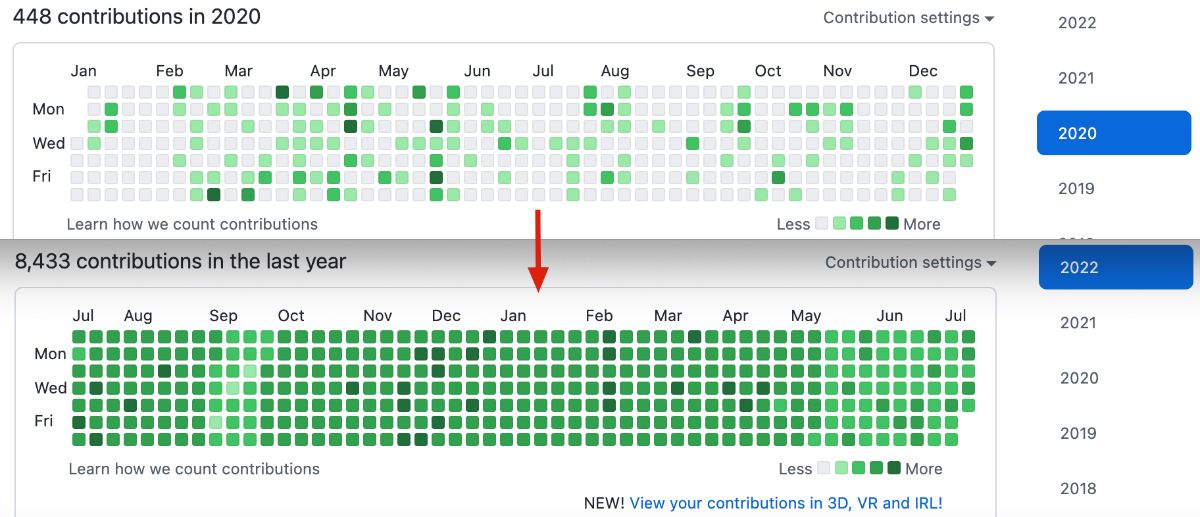 448 contributions in 2020
Contribution settings
2022
Jan Feb Mar Apr May Jun Jul Aug Sep Oct Nov Dec
2021
Mon
2020
Wed
Fri
2019
Learn how we count contributions
Less More
8,433 contributions in the last year
Contribution settings
2022
Jul Aug Sep Oct Nov Dec Jan Feb Mar Apr May Jun Jul
2021
Mon
2020
Wed
Fri
2019
Learn how we count contributions
Less More
2018
NEW! View your contributions in 3D, VR and IRL!